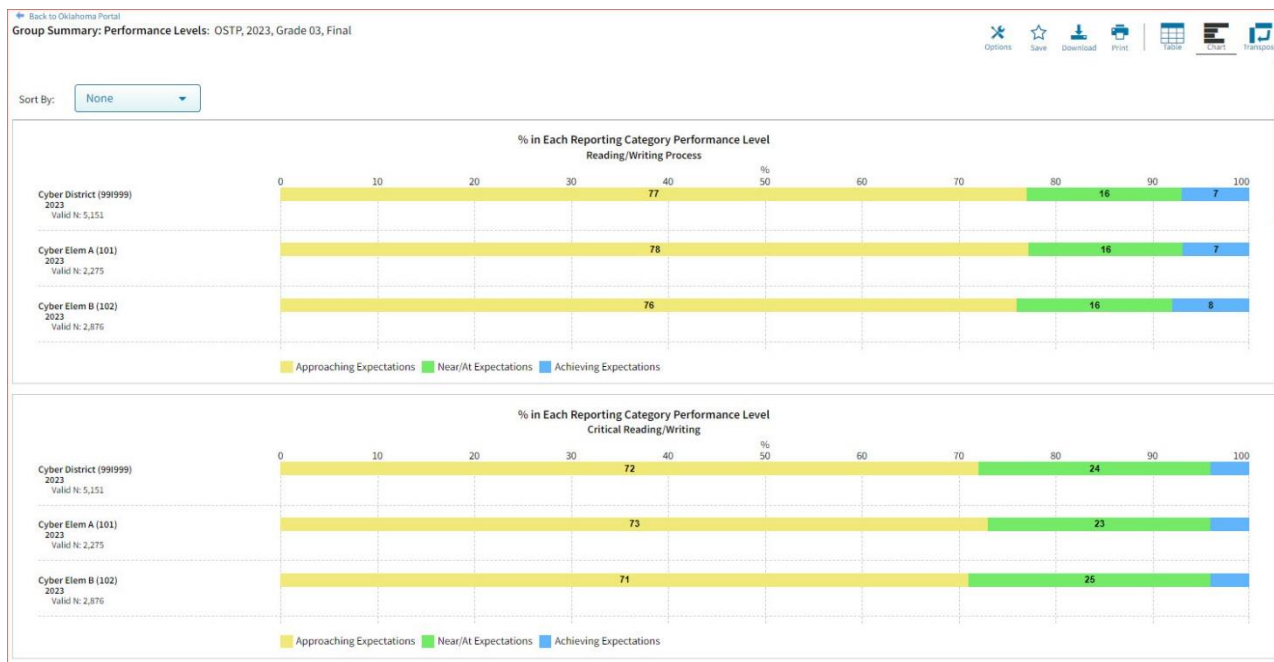 Back to Oklahoma Portal
Group Summary: Performance Levels: OSTP, 2023, Grade 03, Final
Options Save Download Print Table Chart Transpos
Sort By: None
% in Each Reporting Category Performance Level
Reading/Writing Process
%
0 10 20 30 40 50 60 70 80 90 100
Cyber District (99I999)
2023
Valid N: 5,151
77 16 7
Cyber Elem A (101)
2023
Valid N: 2,275
78 16 7
Cyber Elem B (102)
2023
Valid N: 2,876
76 16 8
Approaching Expectations Near/At Expectations Achieving Expectations
% in Each Reporting Category Performance Level
Critical Reading/Writing
%
0 10 20 30 40 50 60 70 80 90 100
Cyber District (99I999)
2023
Valid N: 5,151
72 24
Cyber Elem A (101)
2023
Valid N: 2,275
73 23
Cyber Elem B (102)
2023
Valid N: 2,876
71 25
Approaching Expectations Near/At Expectations Achieving Expectations